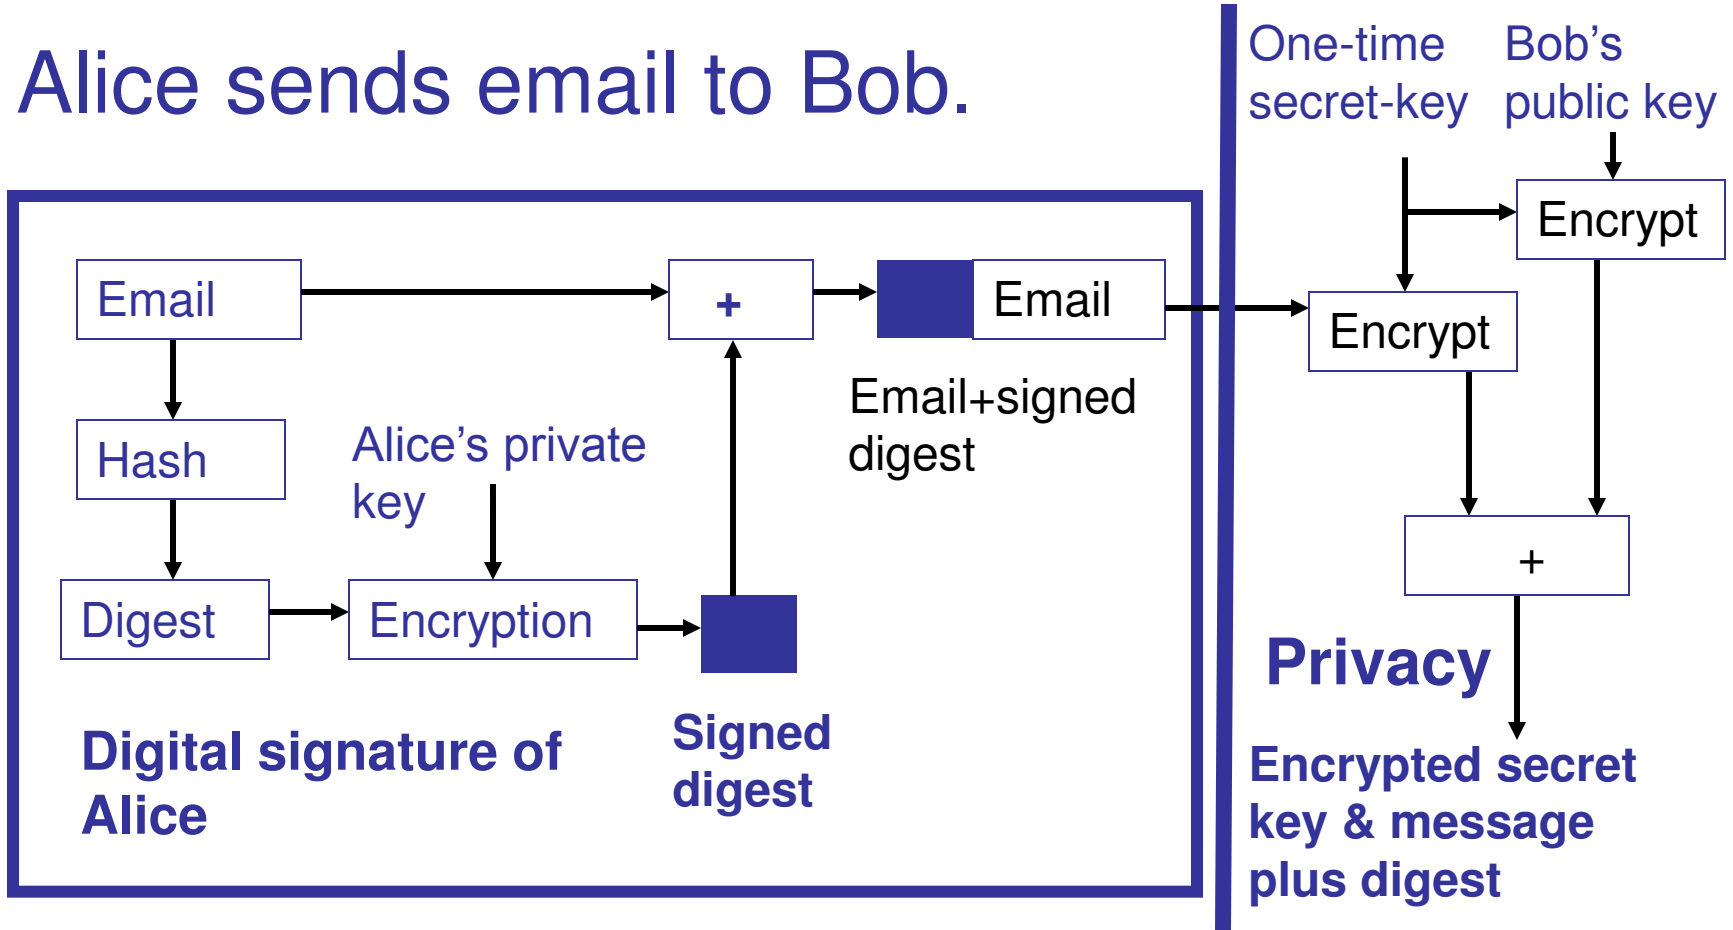 Alice sends email to Bob.
One-time
secret-key
Bob’s
public key
Encrypt
Email
+
Email
Encrypt
Email+signed
digest
Hash
Alice’s private
key
Digest
Encryption
+
Privacy
Signed
digest
Digital signature of
Alice
Encrypted secret
key & message
plus digest